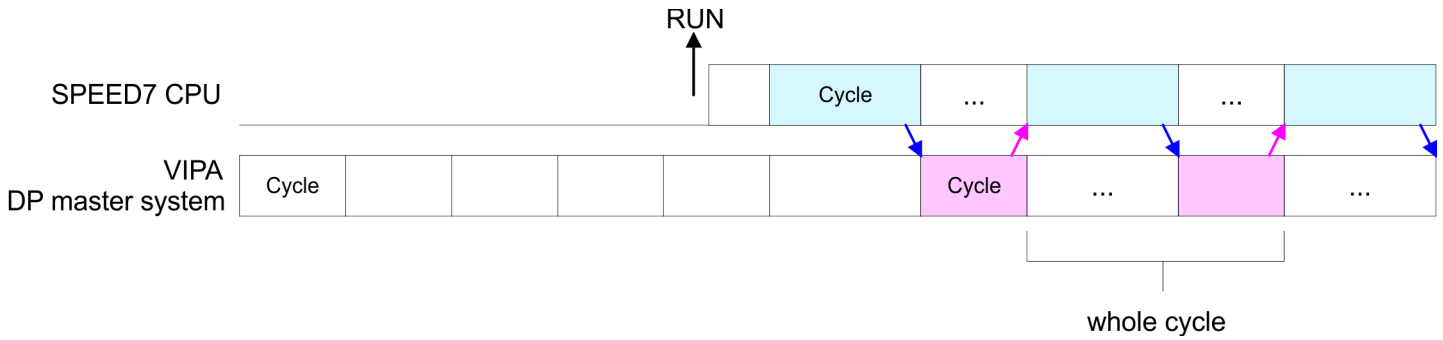 RUN
SPEED7 CPU
Cycle
...
...
VIPA
DP master system
Cycle
Cycle
...
...
whole cycle